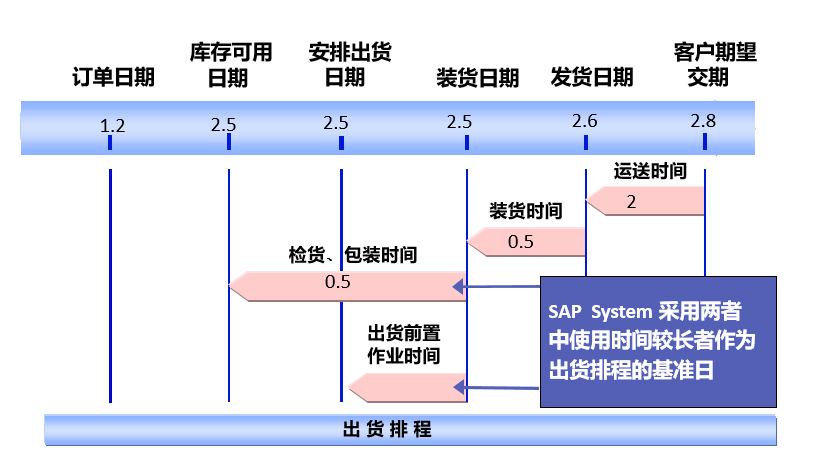 订单日期
库存可用
日期
安排出货
日期
装货日期
发货日期
客户期望
交期
1.2
2.5
2.5
2.5
2.6
2.8
运送时间
2
装货时间
0.5
检货、包装时间
0.5
出货前置
作业时间
SAP System 采用两者
中使用时间较长者作为
出货排程的基准日
出 货 排 程